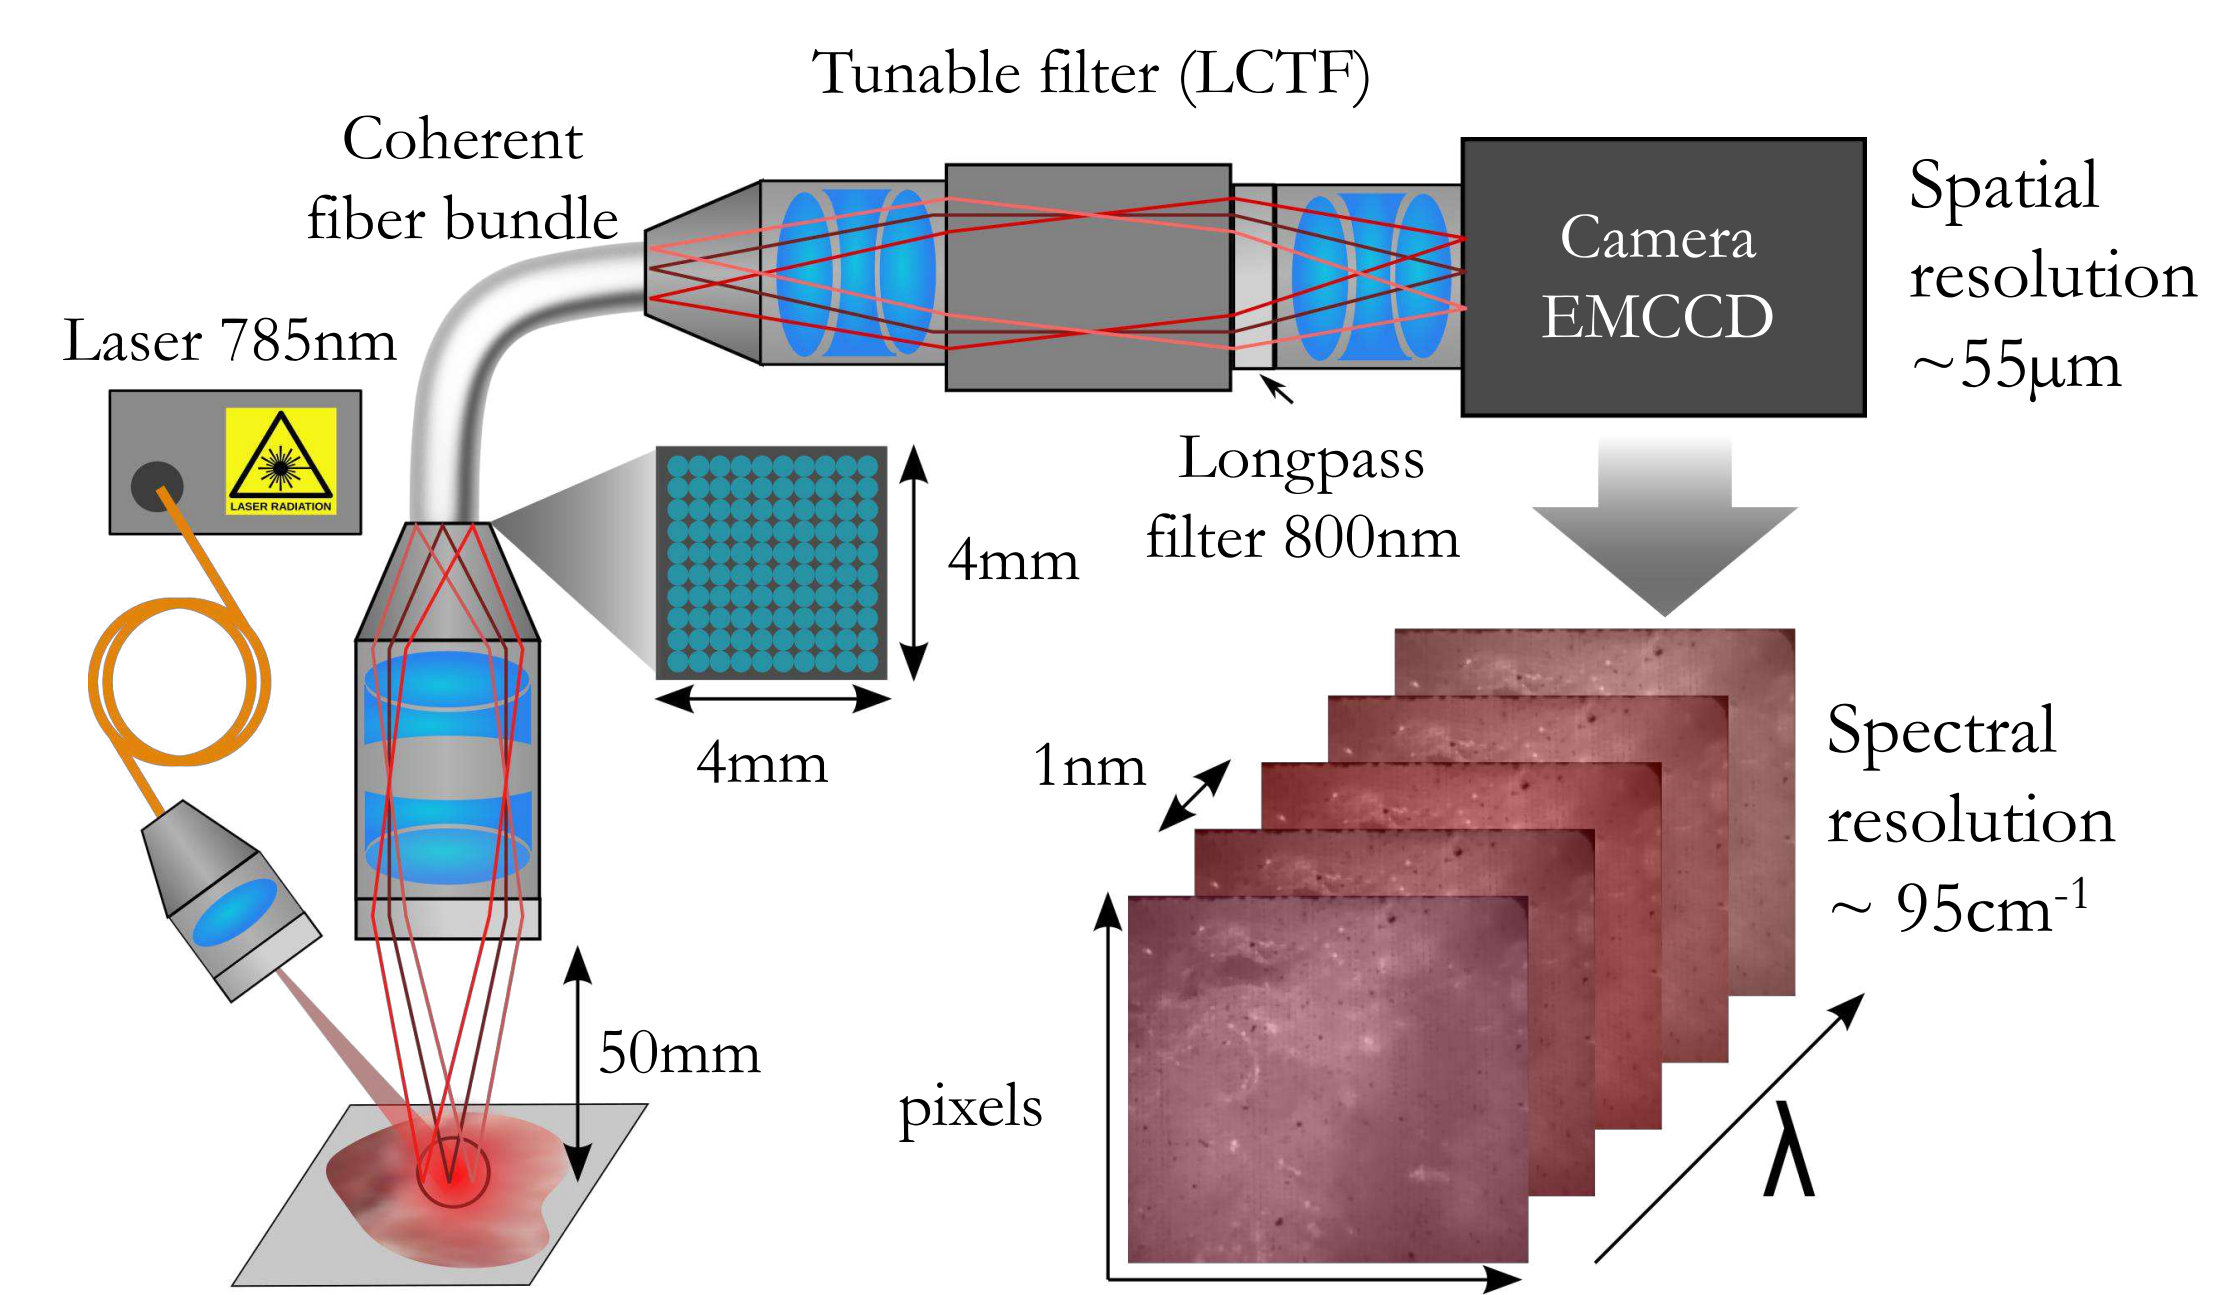 Tunable filter (LCTF)
Coherent
fiber bundle
Laser 785nm
LASER RADIATION
Camera
EMCCD
Spatial
resolution
~55μm
Longpass
filter 800nm
4mm
4mm
50mm
1nm
pixels
λ
Spectral
resolution
~ 95cm⁻¹